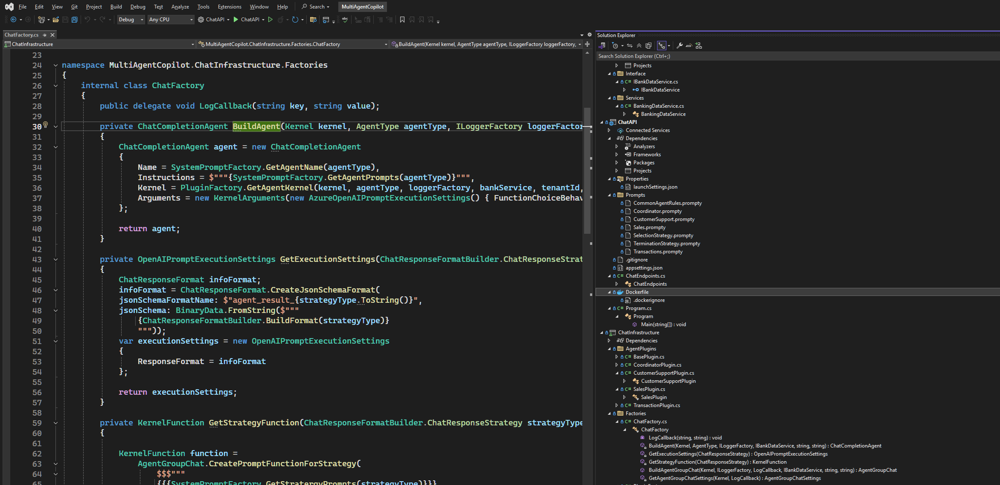 File Edit View Git Project Build Debug Test Analyze Tools Extensions Window Help Search MultiAgentCopilot
Debug Any CPU ChatAPI ChatAPI
ChatFactory.cs
ChatInfrastructure MultiAgentCopilot.ChatInfrastructure.Factories.ChatFactory BuildAgent(Kernel kernel, AgentType agentType, ILoggerFactory loggerFactory,
23
24 namespace MultiAgentCopilot.ChatInfrastructure.Factories
25 {
26 internal class ChatFactory
27 {
28 public delegate void LogCallback(string key, string value);
29
30 private ChatCompletionAgent BuildAgent(Kernel kernel, AgentType agentType, ILoggerFactory loggerFactor
31 {
32 ChatCompletionAgent agent = new ChatCompletionAgent
33 {
34 Name = SystemPromptFactory.GetAgentName(agentType),
35 Instructions = $"""{SystemPromptFactory.GetAgentPrompts(agentType)}""",
36 Kernel = PluginFactory.GetAgentKernel(kernel, agentType, loggerFactory, bankService, tenantId,
37 Arguments = new KernelArguments(new AzureOpenAIPromptExecutionSettings() { FunctionChoiceBehav
38 };
39
40 return agent;
41 }
42
43 private OpenAIPromptExecutionSettings GetExecutionSettings(ChatResponseFormatBuilder.ChatResponseStrat
44 {
45 ChatResponseFormat infoFormat;
46 infoFormat = ChatResponseFormat.CreateJsonSchemaFormat(
47 jsonSchemaFormatName: $"agent_result_{strategyType.ToString()}",
48 jsonSchema: BinaryData.FromString($"""
49 {ChatResponseFormatBuilder.BuildFormat(strategyType)}
50 """));
51 var executionSettings = new OpenAIPromptExecutionSettings
52 {
53 ResponseFormat = infoFormat
54 };
55
56 return executionSettings;
57 }
58
59 private KernelFunction GetStrategyFunction(ChatResponseFormatBuilder.ChatResponseStrategy strategyType
60 {
61
62 KernelFunction function =
63 AgentGroupChat.CreatePromptFunctionForStrategy(
64 $$$"""
65 {{{SystemPromptFactory.GetStratergyPrompts(strategyType)}}}
Solution Explorer
Search Solution Explorer (Ctrl+;)
Projects
Interface
C# IBankDataService.cs
IBankDataService
Services
C# BankingDataService.cs
BankingDataService
ChatAPI
Connected Services
Dependencies
Analyzers
Frameworks
Packages
Projects
Properties
launchSettings.json
Prompts
CommonAgentRules.prompty
Coordinator.prompty
CustomerSupport.prompty
Sales.prompty
SelectionStrategy.prompty
TerminationStrategy.prompty
Transactions.prompty
.gitignore
appsettings.json
C# ChatEndpoints.cs
ChatEndpoints
Dockerfile
.dockerignore
C# Program.cs
Program
Main(string[]) : void
ChatInfrastructure
Dependencies
AgentPlugins
C# BasePlugin.cs
C# CoordinatorPlugin.cs
C# CustomerSupportPlugin.cs
CustomerSupportPlugin
C# SalesPlugin.cs
SalesPlugin
C# TransactionPlugin.cs
Factories
C# ChatFactory.cs
ChatFactory
LogCallback(string, string) : void
BuildAgent(Kernel, AgentType, ILoggerFactory, IBankDataService, string, string) : ChatCompletionAgent
GetExecutionSettings(ChatResponseStrategy) : OpenAIPromptExecutionSettings
GetStrategyFunction(ChatResponseStrategy) : KernelFunction
BuildAgentGroupChat(Kernel, ILoggerFactory, LogCallback, IBankDataService, string, string) : AgentGroupChat
GetAgentGroupChatSettings(Kernel, LogCallback) : AgentGroupChatSettings